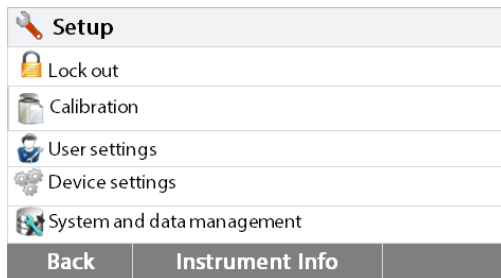 Setup
Lock out
Calibration
User settings
Device settings
System and data management
Back Instrument Info